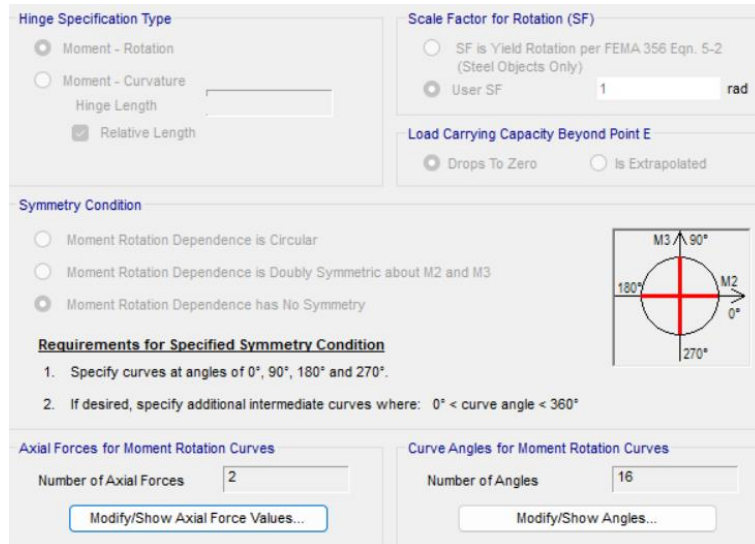 Hinge Specification Type
Moment - Rotation
Moment - Curvature
Hinge Length
Relative Length
Scale Factor for Rotation (SF)
SF is Yield Rotation per FEMA 356 Eqn. 5-2
(Steel Objects Only)
User SF 1 rad
Load Carrying Capacity Beyond Point E
Drops To Zero Is Extrapolated
Symmetry Condition
Moment Rotation Dependence is Circular
Moment Rotation Dependence is Doubly Symmetric about M2 and M3
Moment Rotation Dependence has No Symmetry
Requirements for Specified Symmetry Condition
1. Specify curves at angles of 0°, 90°, 180° and 270°.
2. If desired, specify additional intermediate curves where: 0° < curve angle < 360°
M3 90°
180° M2
0°
270°
Axial Forces for Moment Rotation Curves
Number of Axial Forces 2
Modify/Show Axial Force Values...
Curve Angles for Moment Rotation Curves
Number of Angles 16
Modify/Show Angles...